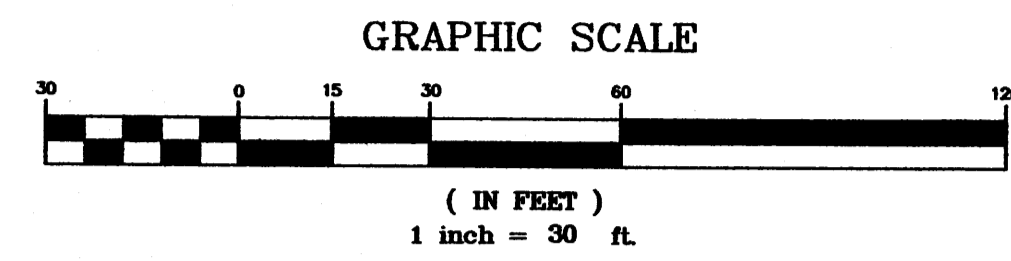 GRAPHIC SCALE
30 0 15 30 60 12
( IN FEET )
1 inch = 30 ft.